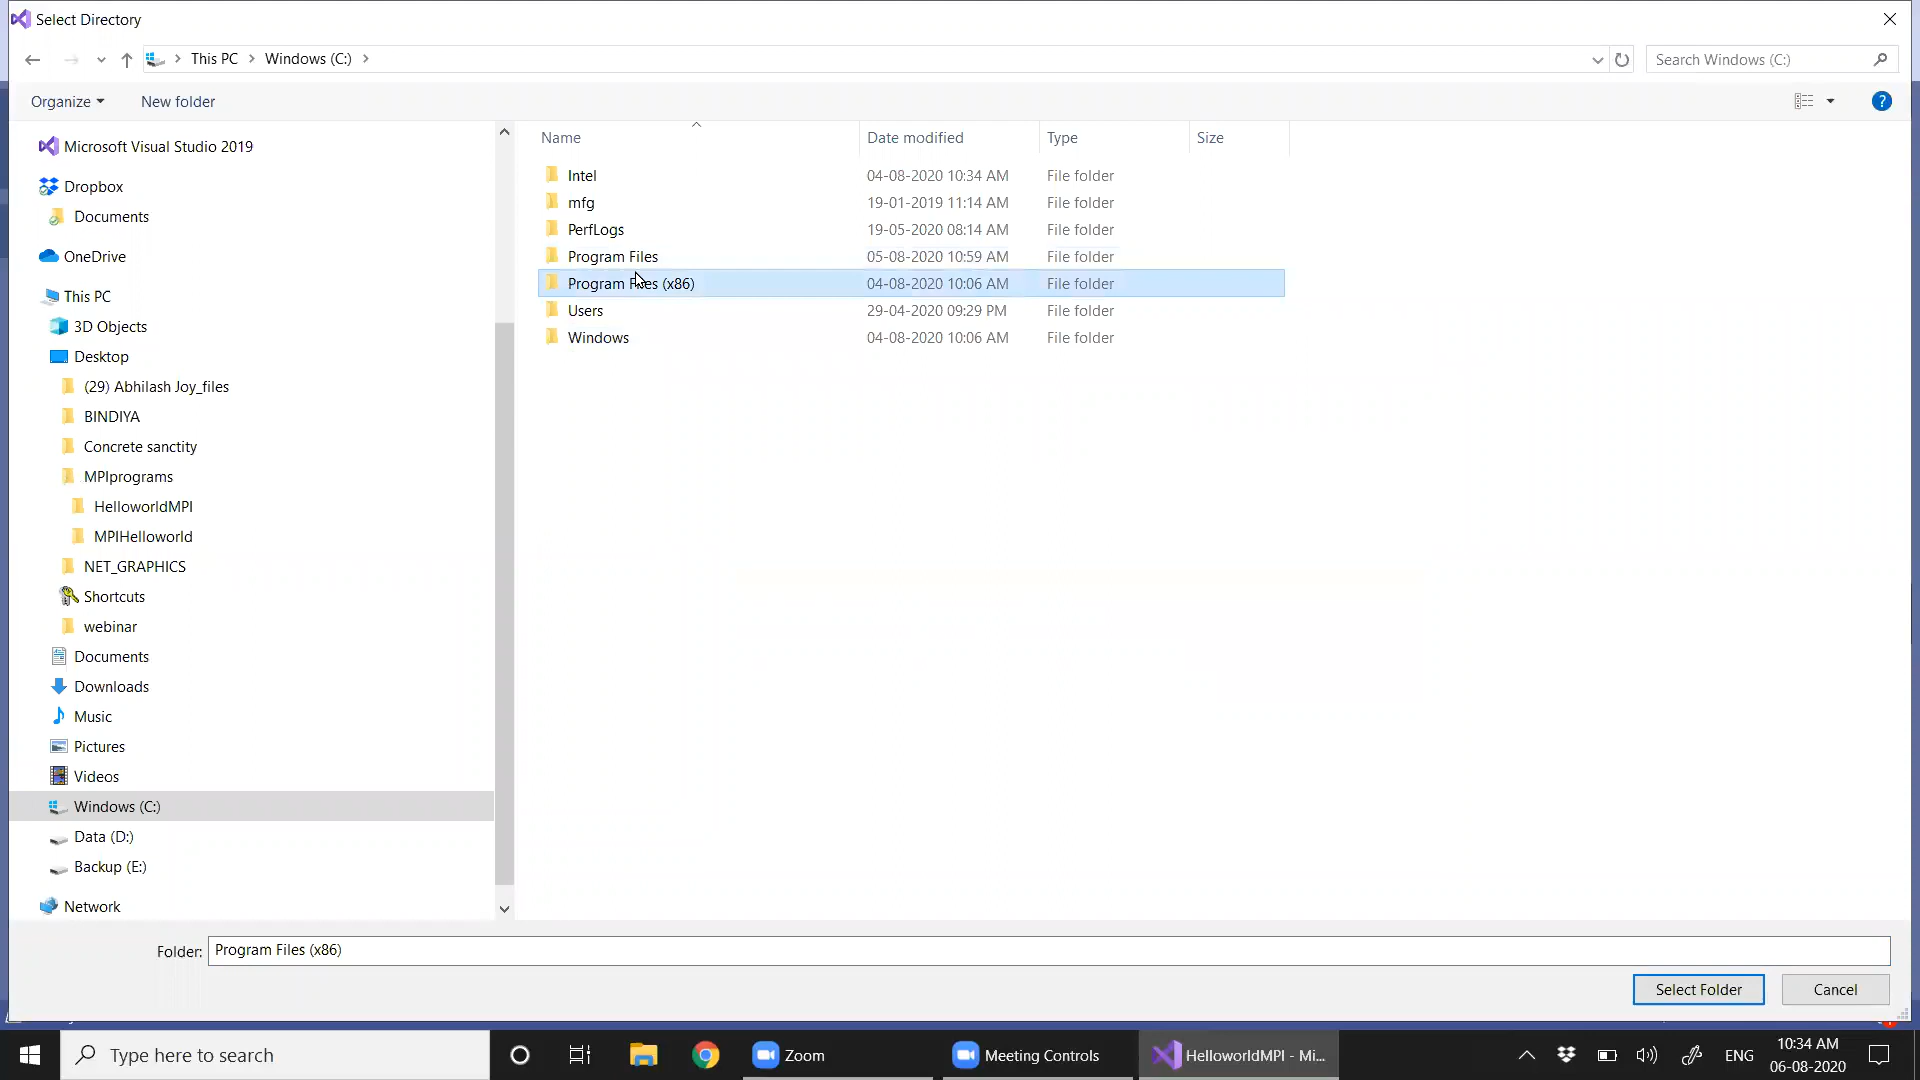 Select Directory
This PC Windows (C:)
Search Windows (C:)
Organize
New folder
?
Microsoft Visual Studio 2019
Dropbox
Documents
OneDrive
This PC
3D Objects
Desktop
(29) Abhilash Joy_files
BINDIYA
Concrete sanctity
MPIprograms
HelloworldMPI
MPIHelloworld
NET_GRAPHICS
Shortcuts
webinar
Documents
Downloads
Music
Pictures
Videos
Windows (C:)
Data (D:)
Backup (E:)
Network
Name Date modified Type Size
Intel 04-08-2020 10:34 AM File folder
mfg 19-01-2019 11:14 AM File folder
PerfLogs 19-05-2020 08:14 AM File folder
Program Files 05-08-2020 10:59 AM File folder
Program Files (x86) 04-08-2020 10:06 AM File folder
Users 29-04-2020 09:29 PM File folder
Windows 04-08-2020 10:06 AM File folder
Folder: Program Files (x86)
Select Folder
Cancel
Type here to search
Zoom
Meeting Controls
HelloworldMPI - Mi...
ENG
10:34 AM
06-08-2020